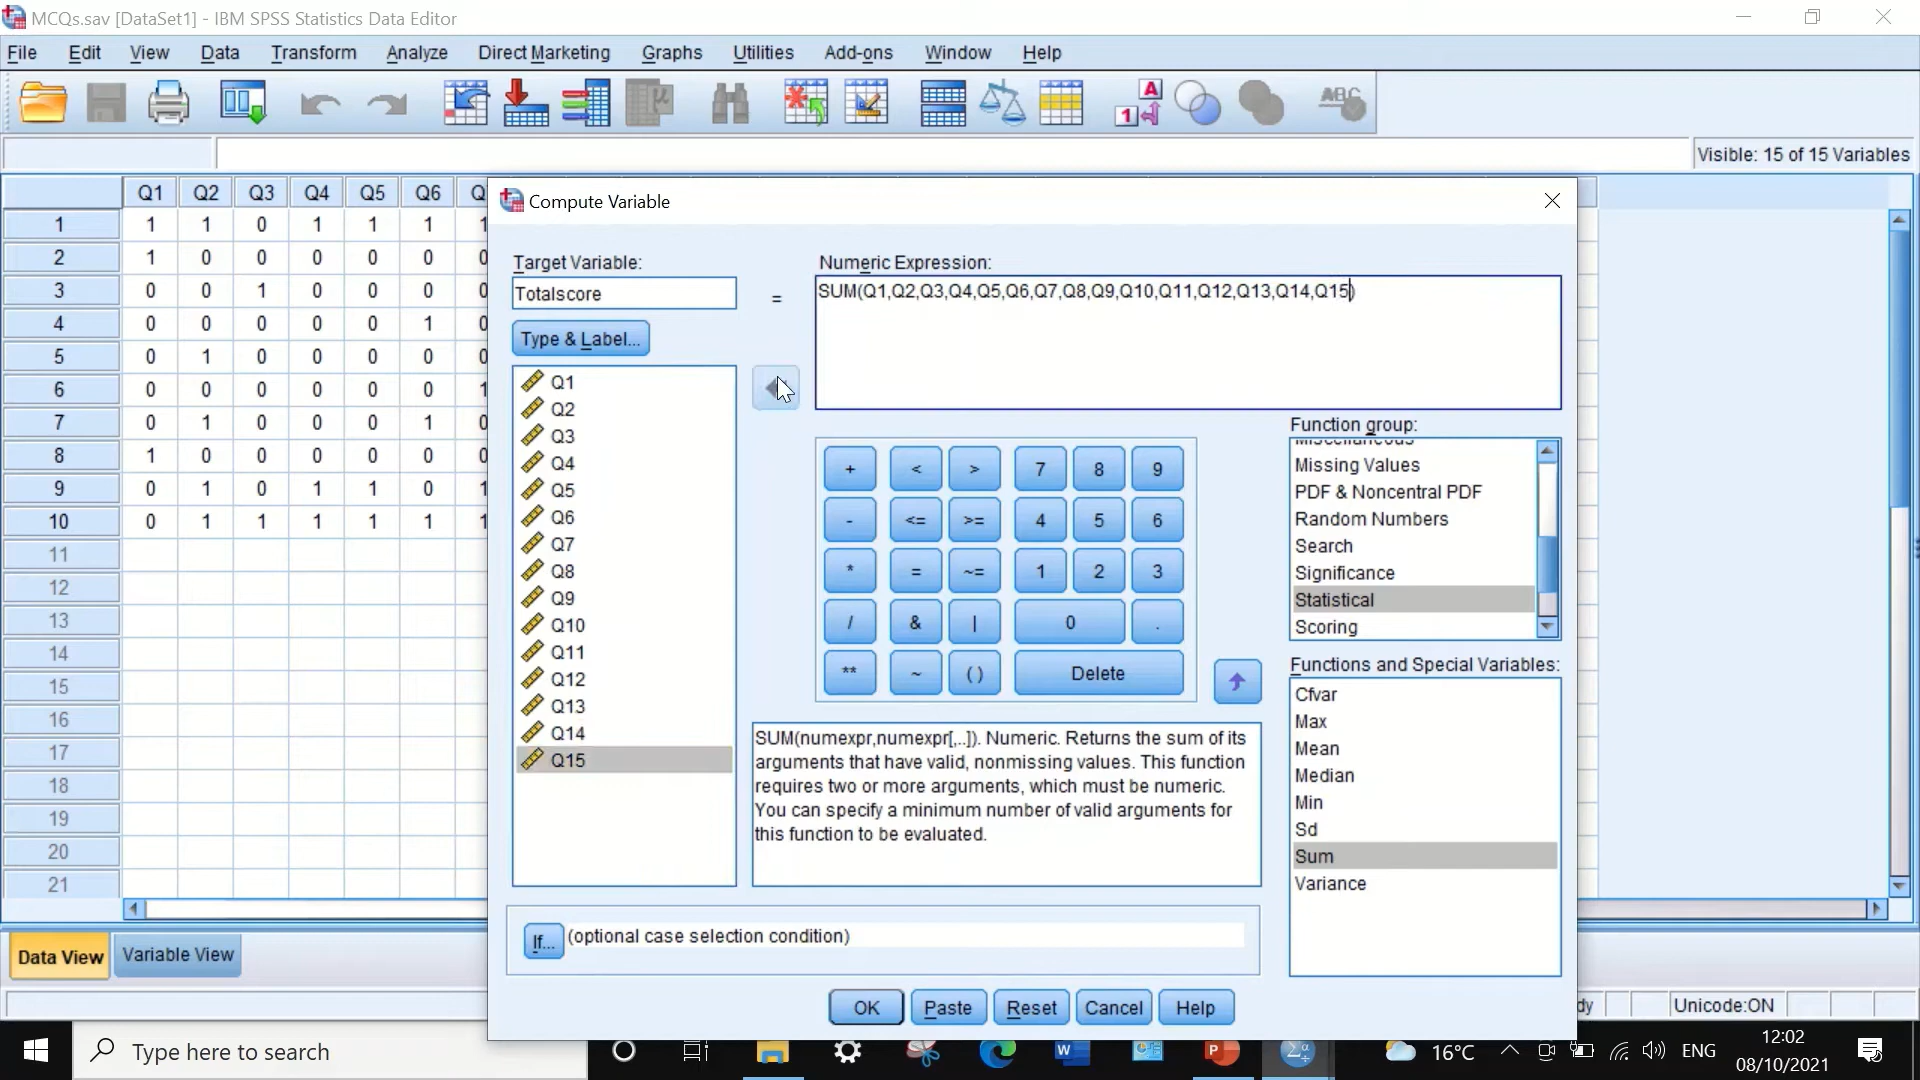 MCQs.sav [DataSet1] - IBM SPSS Statistics Data Editor
File Edit View Data Transform Analyze Direct Marketing Graphs Utilities Add-ons Window Help
A
1
ABC
Visible: 15 of 15 Variables
Q1 Q2 Q3 Q4 Q5 Q6
1 1 1 0 1 1 1 1
2 1 0 0 0 0 0 0
3 0 0 1 0 0 0 0
4 0 0 0 0 0 1 0
5 0 1 0 0 0 0 0
6 0 0 0 0 0 0 1
7 0 1 0 0 0 1 0
8 1 0 0 0 0 0 0
9 0 1 0 1 1 0 1
10 0 1 1 1 1 1 1
11
12
13
14
15
16
17
18
19
20
21
Data View Variable View
Compute Variable
Target Variable:
Totalscore
=
Numeric Expression:
SUM(Q1,Q2,Q3,Q4,Q5,Q6,Q7,Q8,Q9,Q10,Q11,Q12,Q13,Q14,Q15)
Type & Label...
Q1
Q2
Q3
Q4
Q5
Q6
Q7
Q8
Q9
Q10
Q11
Q12
Q13
Q14
Q15
+ < > 7 8 9
- <= >= 4 5 6
* = ~= 1 2 3
/ & | 0 .
** ~ ( ) Delete
Function group:
Miscellaneous
Missing Values
PDF & Noncentral PDF
Random Numbers
Search
Significance
Statistical
Scoring
Functions and Special Variables:
Cfvar
Max
Mean
Median
Min
Sd
Sum
Variance
SUM(numexpr,numexpr[,..]). Numeric. Returns the sum of its
arguments that have valid, nonmissing values. This function
requires two or more arguments, which must be numeric.
You can specify a minimum number of valid arguments for
this function to be evaluated.
If... (optional case selection condition)
OK Paste Reset Cancel Help
Unicode:ON
Type here to search
16°C
ENG
12:02
08/10/2021